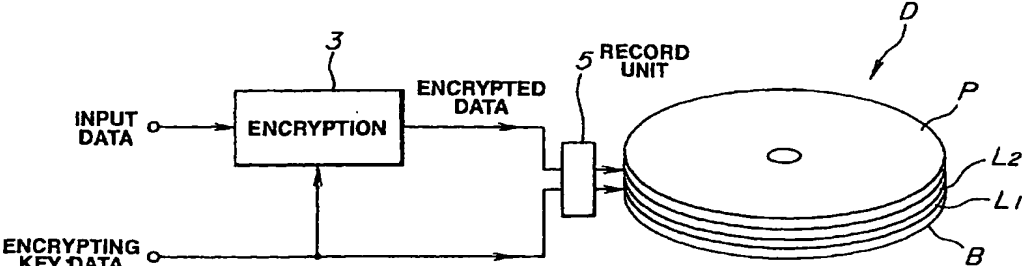 D
3
5 RECORD
UNIT
ENCRYPTED
DATA
P
INPUT
DATA
ENCRYPTION
L2
L1
B
ENCRYPTING
KEY DATA